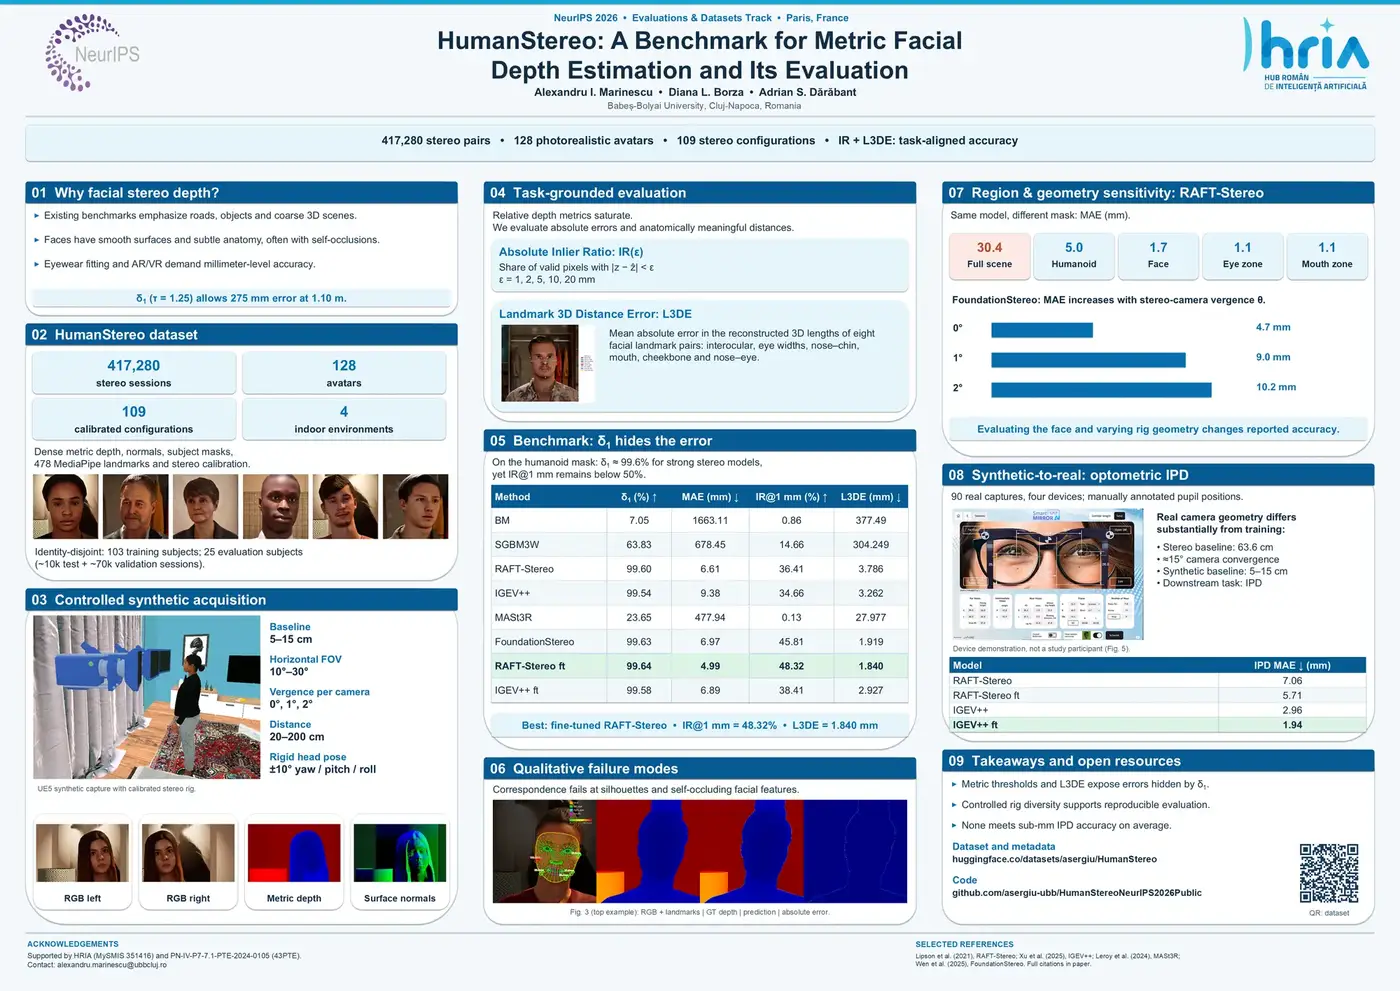 NeurIPS 2026 • Evaluations & Datasets Track • Paris, France
NeurIPS
HumanStereo: A Benchmark for Metric Facial
Depth Estimation and Its Evaluation
Alexandru I. Marinescu • Diana L. Borza • Adrian S. Dărăbant
Babeș-Bolyai University, Cluj-Napoca, Romania
hria
HUB ROMÂN
DE INTELIGENȚĂ ARTIFICIALĂ
417,280 stereo pairs • 128 photorealistic avatars • 109 stereo configurations • IR + L3DE: task-aligned accuracy
01 Why facial stereo depth?
▸ Existing benchmarks emphasize roads, objects and coarse 3D scenes.
▸ Faces have smooth surfaces and subtle anatomy, often with self-occlusions.
▸ Eyewear fitting and AR/VR demand millimeter-level accuracy.
δ₁ (τ = 1.25) allows 275 mm error at 1.10 m.
02 HumanStereo dataset
417,280
stereo sessions
128
avatars
109
calibrated configurations
4
indoor environments
Dense metric depth, normals, subject masks,
478 MediaPipe landmarks and stereo calibration.
Identity-disjoint: 103 training subjects; 25 evaluation subjects
(~10k test + ~70k validation sessions).
03 Controlled synthetic acquisition
Baseline
5–15 cm
Horizontal FOV
10°–30°
Vergence per camera
0°, 1°, 2°
Distance
20–200 cm
Rigid head pose
±10° yaw / pitch / roll
UE5 synthetic capture with calibrated stereo rig.
RGB left
RGB right
Metric depth
Surface normals
04 Task-grounded evaluation
Relative depth metrics saturate.
We evaluate absolute errors and anatomically meaningful distances.
Absolute Inlier Ratio: IR(ε)
Share of valid pixels with |z − ẑ| < ε
ε = 1, 2, 5, 10, 20 mm
Landmark 3D Distance Error: L3DE
Mean absolute error in the reconstructed 3D lengths of eight
facial landmark pairs: interocular, eye widths, nose–chin,
mouth, cheekbone and nose–eye.
05 Benchmark: δ₁ hides the error
On the humanoid mask: δ₁ ≈ 99.6% for strong stereo models,
yet IR@1 mm remains below 50%.
Method δ₁ (%) ↑ MAE (mm) ↓ IR@1 mm (%) ↑ L3DE (mm) ↓
BM 7.05 1663.11 0.86 377.49
SGBM3W 63.83 678.45 14.66 304.249
RAFT-Stereo 99.60 6.61 36.41 3.786
IGEV++ 99.54 9.38 34.66 3.262
MASt3R 23.65 477.94 0.13 27.977
FoundationStereo 99.63 6.97 45.81 1.919
RAFT-Stereo ft 99.64 4.99 48.32 1.840
IGEV++ ft 99.58 6.89 38.41 2.927
Best: fine-tuned RAFT-Stereo • IR@1 mm = 48.32% • L3DE = 1.840 mm
06 Qualitative failure modes
Correspondence fails at silhouettes and self-occluding facial features.
Fig. 3 (top example): RGB + landmarks | GT depth | prediction | absolute error.
07 Region & geometry sensitivity: RAFT-Stereo
Same model, different mask: MAE (mm).
30.4
Full scene
5.0
Humanoid
1.7
Face
1.1
Eye zone
1.1
Mouth zone
FoundationStereo: MAE increases with stereo-camera vergence θ.
0° 4.7 mm
1° 9.0 mm
2° 10.2 mm
Evaluating the face and varying rig geometry changes reported accuracy.
08 Synthetic-to-real: optometric IPD
90 real captures, four devices; manually annotated pupil positions.
Real camera geometry differs
substantially from training:
• Stereo baseline: 63.6 cm
• ≈15° camera convergence
• Synthetic baseline: 5–15 cm
• Downstream task: IPD
Device demonstration, not a study participant (Fig. 5).
Model IPD MAE ↓ (mm)
RAFT-Stereo 7.06
RAFT-Stereo ft 5.71
IGEV++ 2.96
IGEV++ ft 1.94
09 Takeaways and open resources
▸ Metric thresholds and L3DE expose errors hidden by δ₁.
▸ Controlled rig diversity supports reproducible evaluation.
▸ None meets sub-mm IPD accuracy on average.
Dataset and metadata
huggingface.co/datasets/asergiu/HumanStereo
Code
github.com/asergiu-ubb/HumanStereoNeurIPS2026Public
QR: dataset
ACKNOWLEDGEMENTS
Supported by HRIA (MySMIS 351416) and PN-IV-P7-7.1-PTE-2024-0105 (43PTE).
Contact: alexandru.marinescu@ubbcluj.ro
SELECTED REFERENCES
Lipson et al. (2021), RAFT-Stereo; Xu et al. (2025), IGEV++; Leroy et al. (2024), MASt3R;
Wen et al. (2025), FoundationStereo. Full citations in paper.